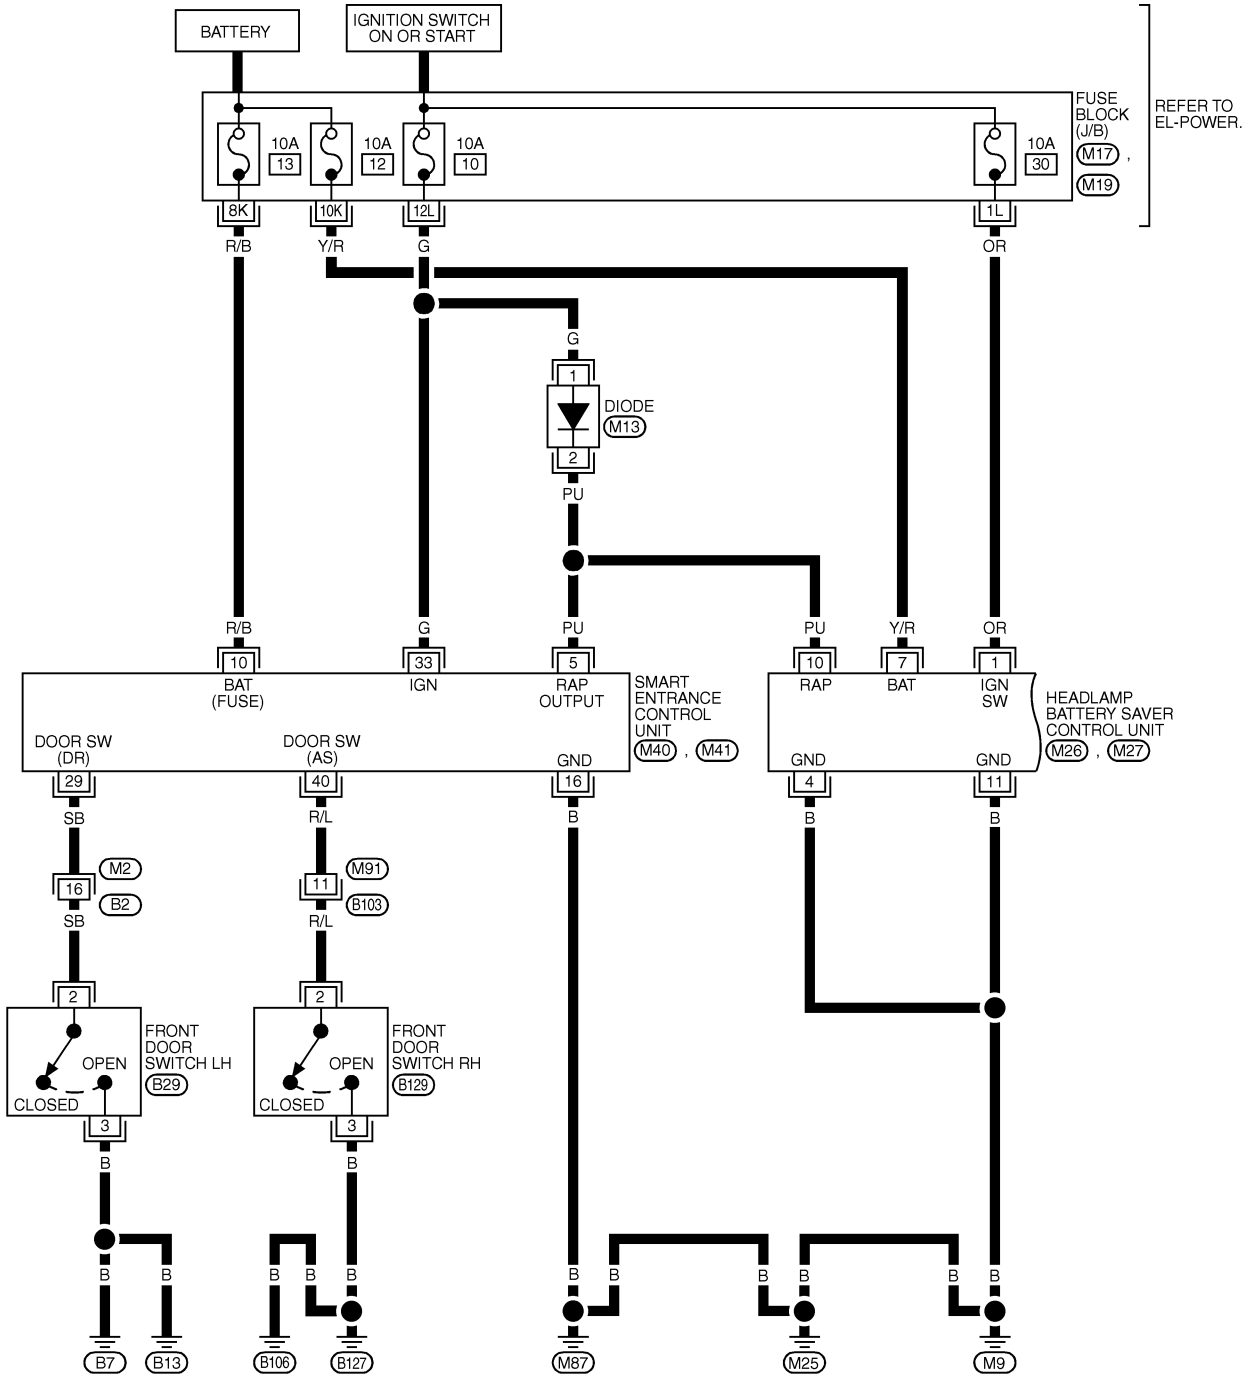 BATTERY
IGNITION SWITCH
ON OR START
FUSE
BLOCK
(J/B)
M17 ,
M19
REFER TO
EL-POWER.
10A
13
10A
12
10A
10
10A
30
8K
10K
12L
1L
R/B
Y/R
G
OR
G
1
DIODE
M13
2
PU
R/B
G
PU
PU
Y/R
OR
10
33
5
10
7
1
BAT
(FUSE)
IGN
RAP
OUTPUT
SMART
ENTRANCE
CONTROL
UNIT
M40 , M41
RAP
BAT
IGN
SW
HEADLAMP
BATTERY SAVER
CONTROL UNIT
M26 , M27
DOOR SW
(DR)
DOOR SW
(AS)
GND
GND
GND
29
40
16
4
11
SB
R/L
B
B
B
M2
16
B2
M91
11
B103
SB
R/L
2
2
FRONT
DOOR
SWITCH LH
B29
OPEN
CLOSED
FRONT
DOOR
SWITCH RH
B129
OPEN
CLOSED
3
3
B
B
B
B
B
B
B
B
B
B
B
B
B
B7
B13
B106
B127
M87
M25
M9